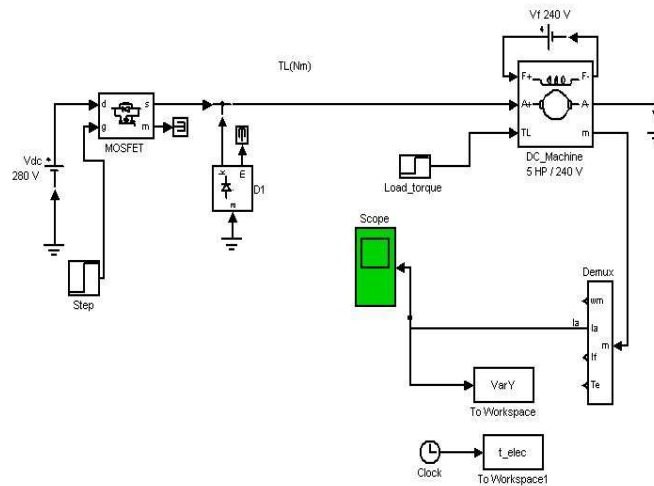 Vf 240 V
TL(Nm)
F+
F-
d
s
A+
A-
g
m
TL
m
MOSFET
DC_Machine
5 HP / 240 V
Vdc
280 V
k
m
a
D1
Load_torque
Scope
Step
Demux
wm
Ia
Ia
m
If
Te
VarY
To Workspace
t_elec
Clock
To Workspace1